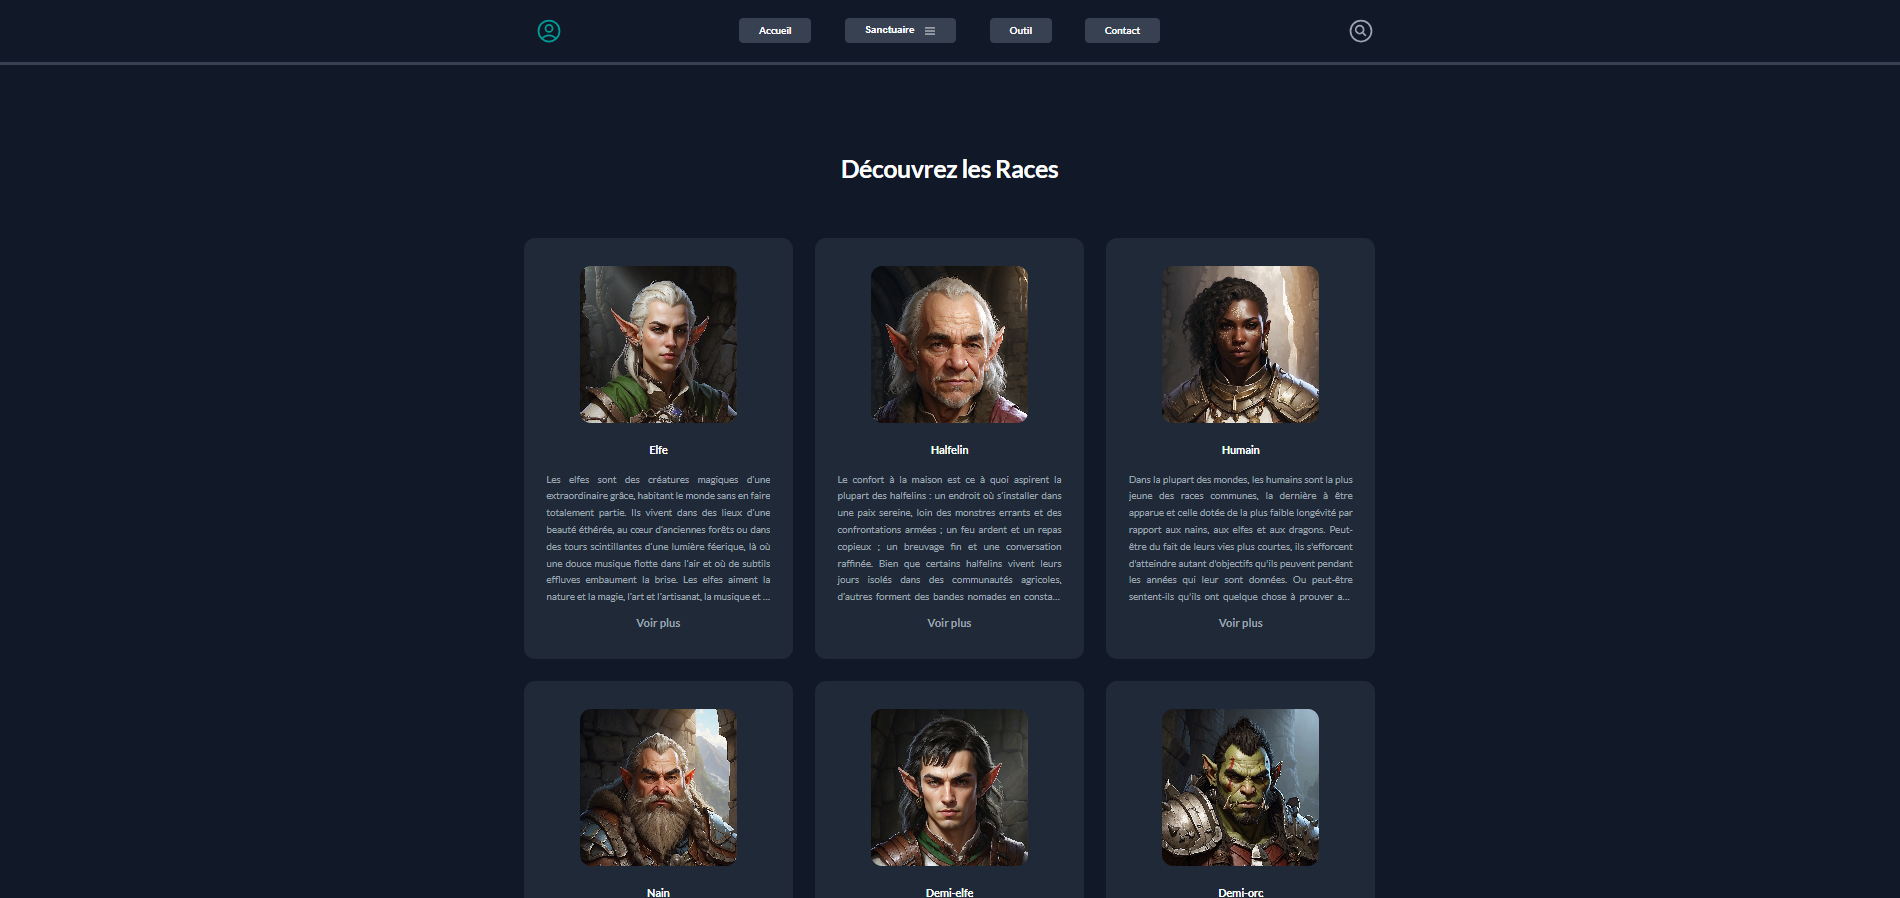 Accueil
Sanctuaire
Outil
Contact
Découvrez les Races
Elfe
Les elfes sont des créatures magiques d'une
extraordinaire grâce, habitant le monde sans en faire
totalement partie. Ils vivent dans des lieux d'une
beauté éthérée, au cœur d'anciennes forêts ou dans
des tours scintillantes d'une lumière féerique, là où
une douce musique flotte dans l'air et où de subtils
effluves embaument la brise. Les elfes aiment la
nature et la magie, l'art et l'artisanat, la musique et ...
Voir plus
Halfelin
Le confort à la maison est ce à quoi aspirent la
plupart des halfelins : un endroit où s'installer dans
une paix sereine, loin des monstres errants et des
confrontations armées ; un feu ardent et un repas
copieux ; un breuvage fin et une conversation
raffinée. Bien que certains halfelins vivent leurs
jours isolés dans des communautés agricoles,
d'autres forment des bandes nomades en consta...
Voir plus
Humain
Dans la plupart des mondes, les humains sont la plus
jeune des races communes, la dernière à être
apparue et celle dotée de la plus faible longévité par
rapport aux nains, aux elfes et aux dragons. Peut-
être du fait de leurs vies plus courtes, ils s'efforcent
d'atteindre autant d'objectifs qu'ils peuvent pendant
les années qui leur sont données. Ou peut-être
sentent-ils qu'ils ont quelque chose à prouver a...
Voir plus
Nain
Demi-elfe
Demi-orc